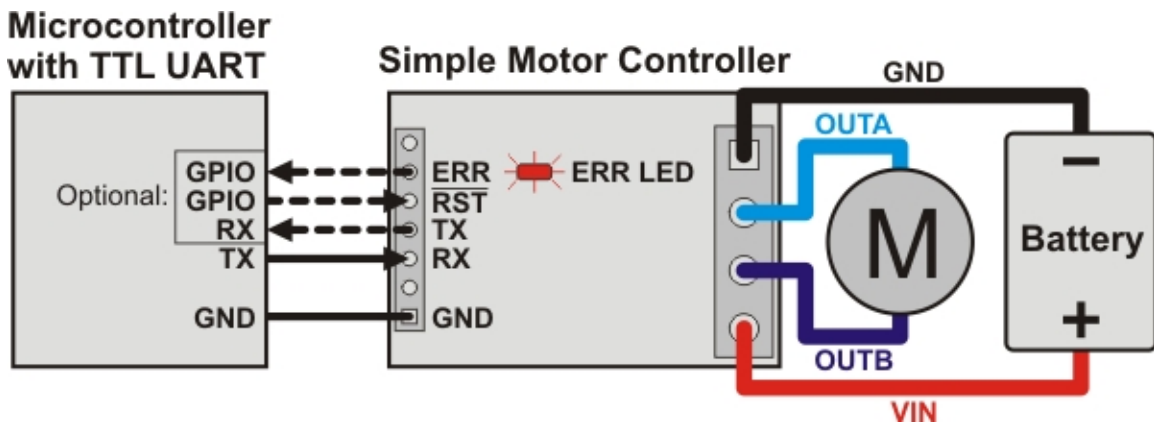 Microcontroller
with TTL UART
Simple Motor Controller
Optional:
GPIO
GPIO
RX
TX
GND
ERR
RST
TX
RX
GND
ERR LED
GND
OUTA
OUTB
VIN
M
−
Battery
+